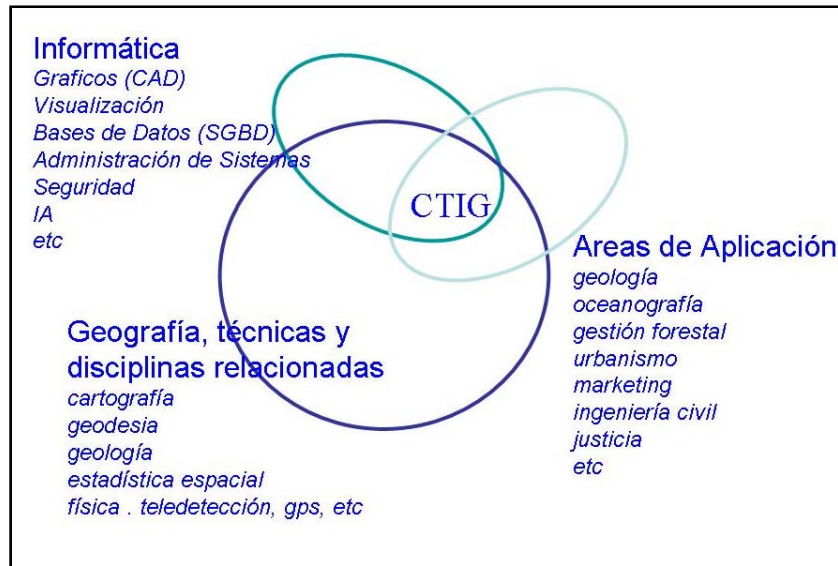 Informática
Graficos (CAD)
Visualización
Bases de Datos (SGBD)
Administración de Sistemas
Seguridad
IA
etc
CTIG
Areas de Aplicación
geología
oceanografía
gestión forestal
urbanismo
marketing
ingeniería civil
justicia
etc
Geografía, técnicas y
disciplinas relacionadas
cartografía
geodesia
geología
estadística espacial
física . teledetección, gps, etc